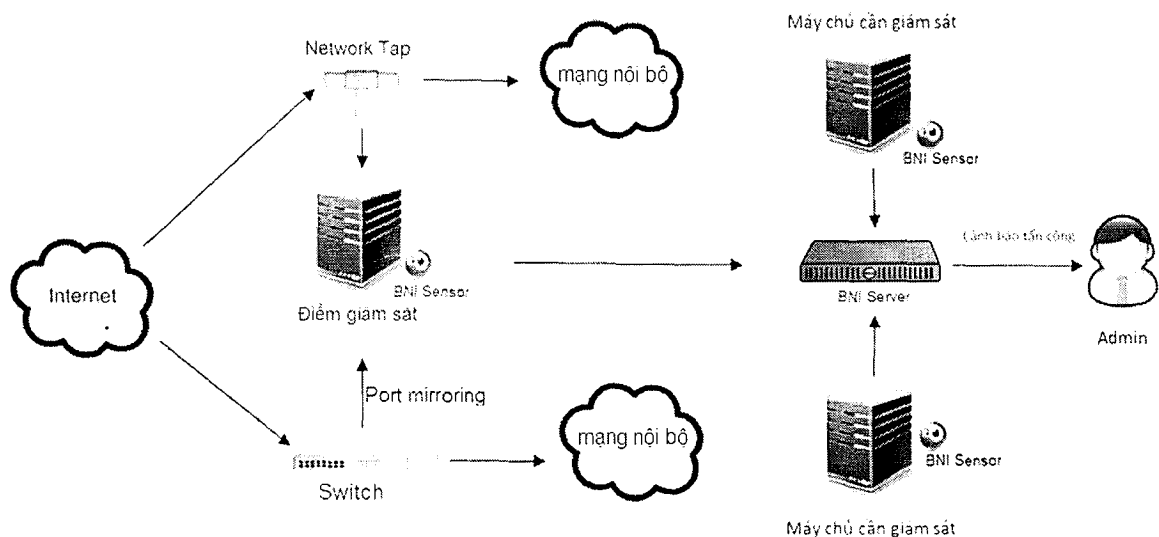 Máy chủ cần giám sát
Network Tap
mạng nội bộ
BNI Sensor
Cảnh báo tấn công
Internet
BNI Sensor
Điểm giám sát
BNI Server
Admin
Port mirroring
mạng nội bộ
BNI Sensor
Switch
Máy chủ cần giám sát